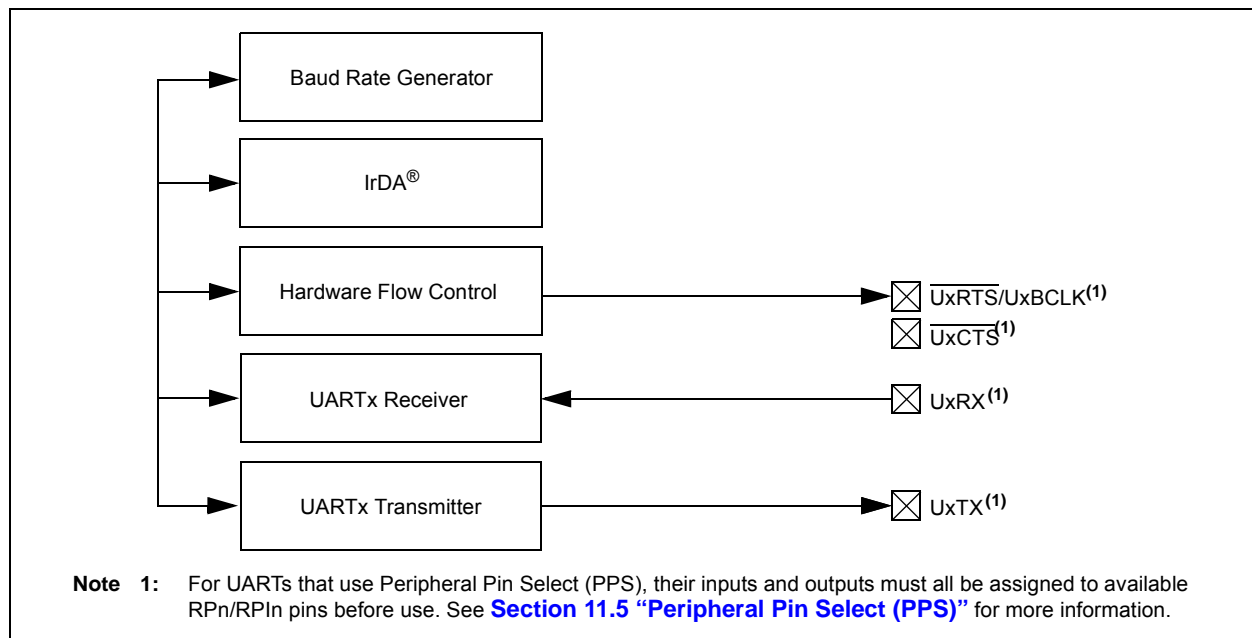 Baud Rate Generator
IrDA®
Hardware Flow Control
UxRTS/UxBCLK(1)
UxCTS(1)
UARTx Receiver
UxRX(1)
UARTx Transmitter
UxTX(1)
Note 1: For UARTs that use Peripheral Pin Select (PPS), their inputs and outputs must all be assigned to available
RPn/RPIn pins before use. See Section 11.5 “Peripheral Pin Select (PPS)” for more information.